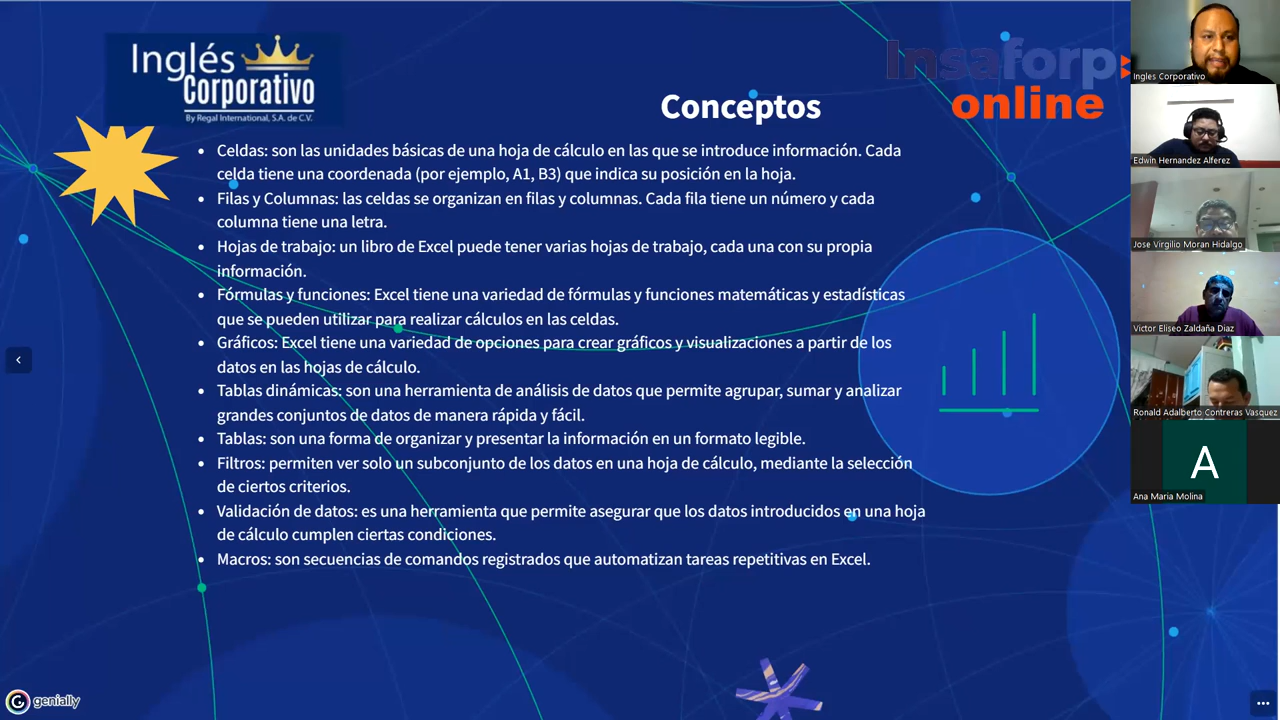 Inglés
Corporativo
By Regal International, S.A. de C.V.
Insaforp
online
Conceptos
Celdas: son las unidades básicas de una hoja de cálculo en las que se introduce información. Cada
celda tiene una coordenada (por ejemplo, A1, B3) que indica su posición en la hoja.
Filas y Columnas: las celdas se organizan en filas y columnas. Cada fila tiene un número y cada
columna tiene una letra.
Hojas de trabajo: un libro de Excel puede tener varias hojas de trabajo, cada una con su propia
información.
Fórmulas y funciones: Excel tiene una variedad de fórmulas y funciones matemáticas y estadísticas
que se pueden utilizar para realizar cálculos en las celdas.
Gráficos: Excel tiene una variedad de opciones para crear gráficos y visualizaciones a partir de los
datos en las hojas de cálculo.
Tablas dinámicas: son una herramienta de análisis de datos que permite agrupar, sumar y analizar
grandes conjuntos de datos de manera rápida y fácil.
Tablas: son una forma de organizar y presentar la información en un formato legible.
Filtros: permiten ver solo un subconjunto de los datos en una hoja de cálculo, mediante la selección
de ciertos criterios.
Validación de datos: es una herramienta que permite asegurar que los datos introducidos en una hoja
de cálculo cumplen ciertas condiciones.
Macros: son secuencias de comandos registrados que automatizan tareas repetitivas en Excel.
genially
Ingles Corporativo
Edwin Hernandez Alferez
Jose Virgilio Moran Hidalgo
Victor Eliseo Zaldaña Diaz
Ronald Adalberto Contreras Vasquez
A
Ana Maria Molina